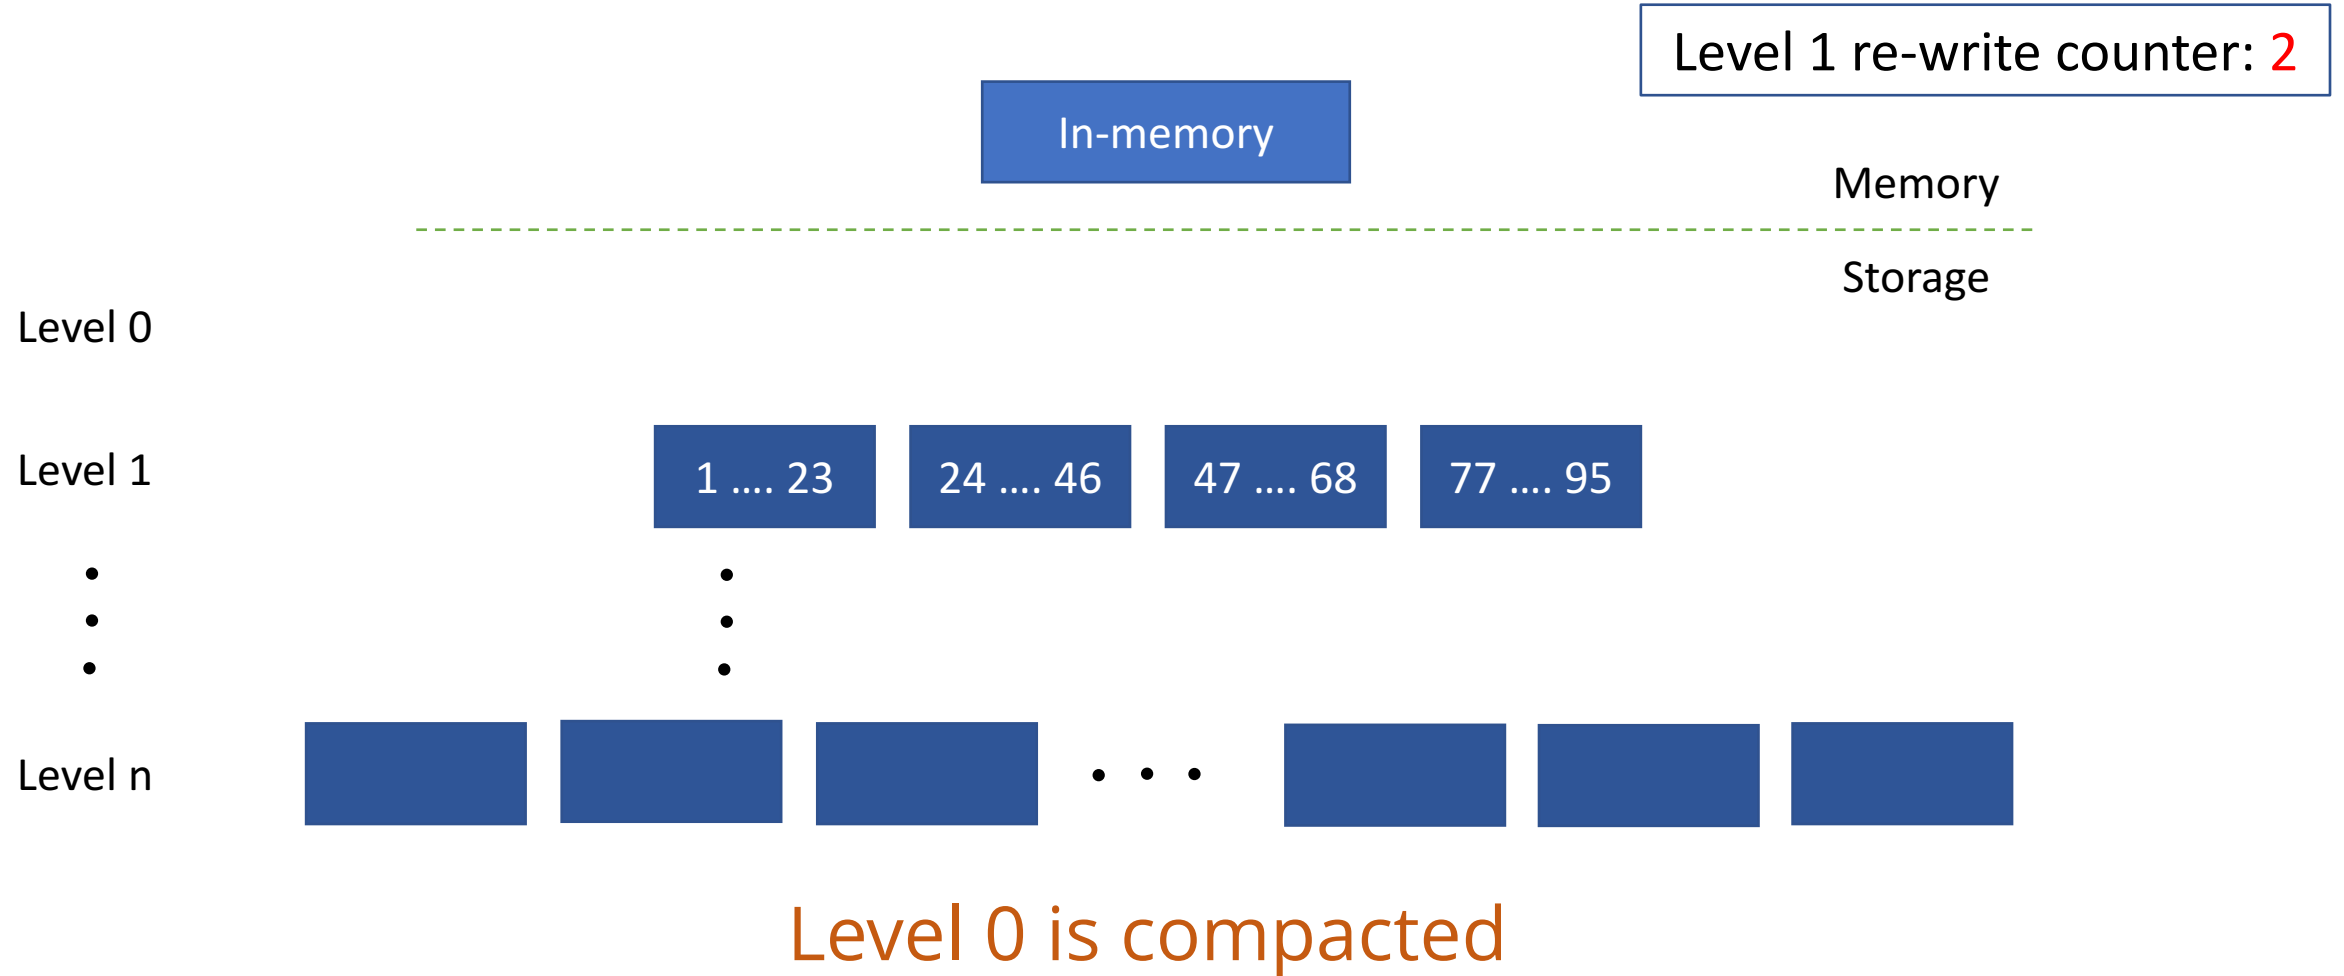 Level 1 re-write counter: 2
In-memory
Memory
Storage
Level 0
Level 1
1 .... 23
24 .... 46
47 .... 68
77 .... 95
Level n
Level 0 is compacted